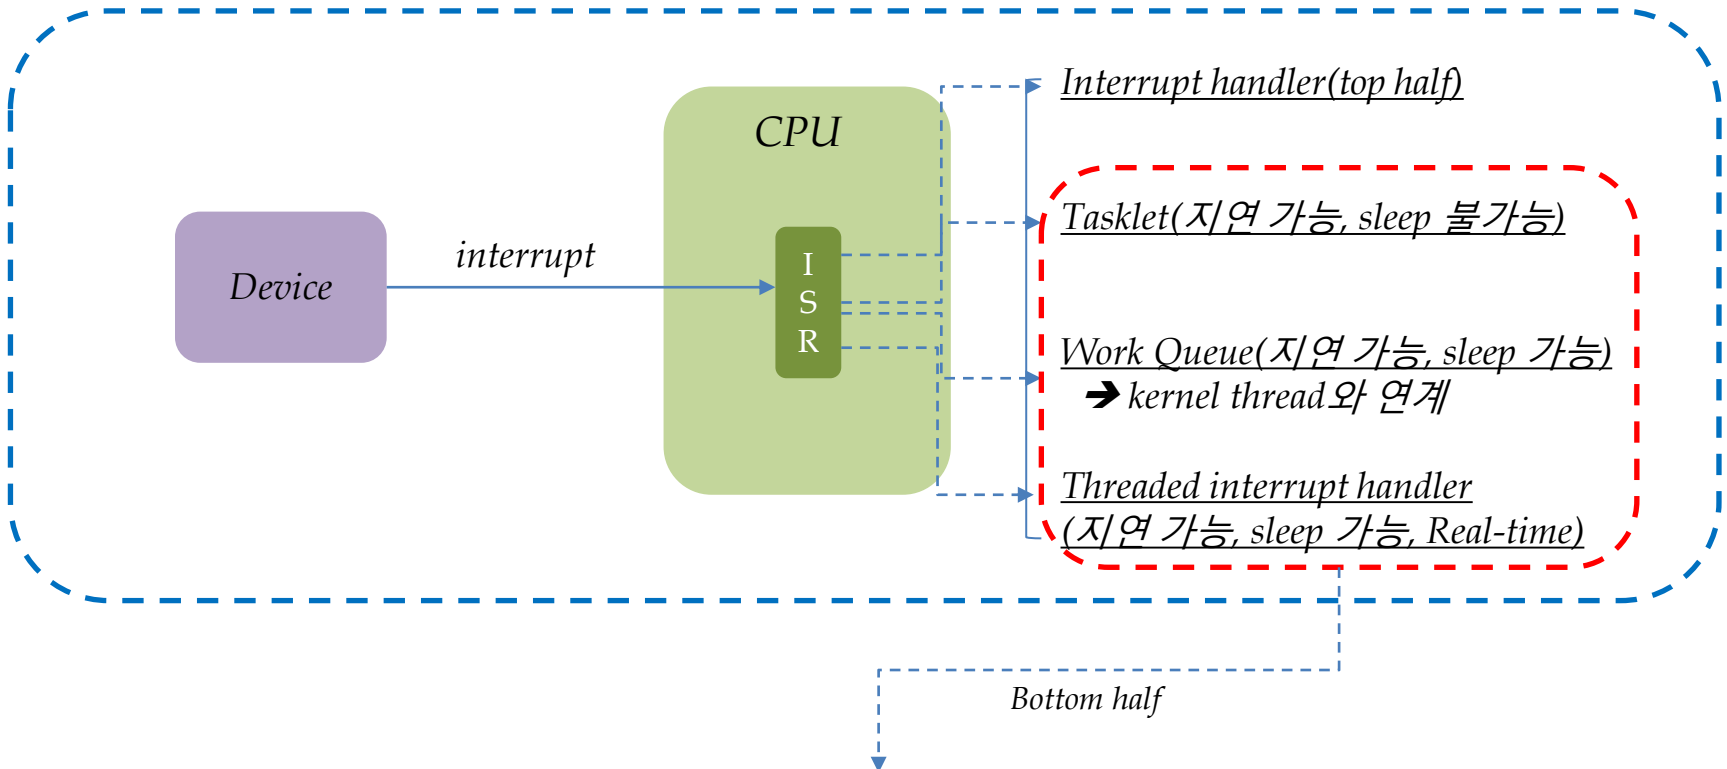 Interrupt handler(top half)
CPU
Tasklet(지연 가능, sleep 불가능)
Device
interrupt
I
S
R
Work Queue(지연 가능, sleep 가능)
➔ kernel thread와 연계
Threaded interrupt handler
(지연 가능, sleep 가능, Real-time)
Bottom half